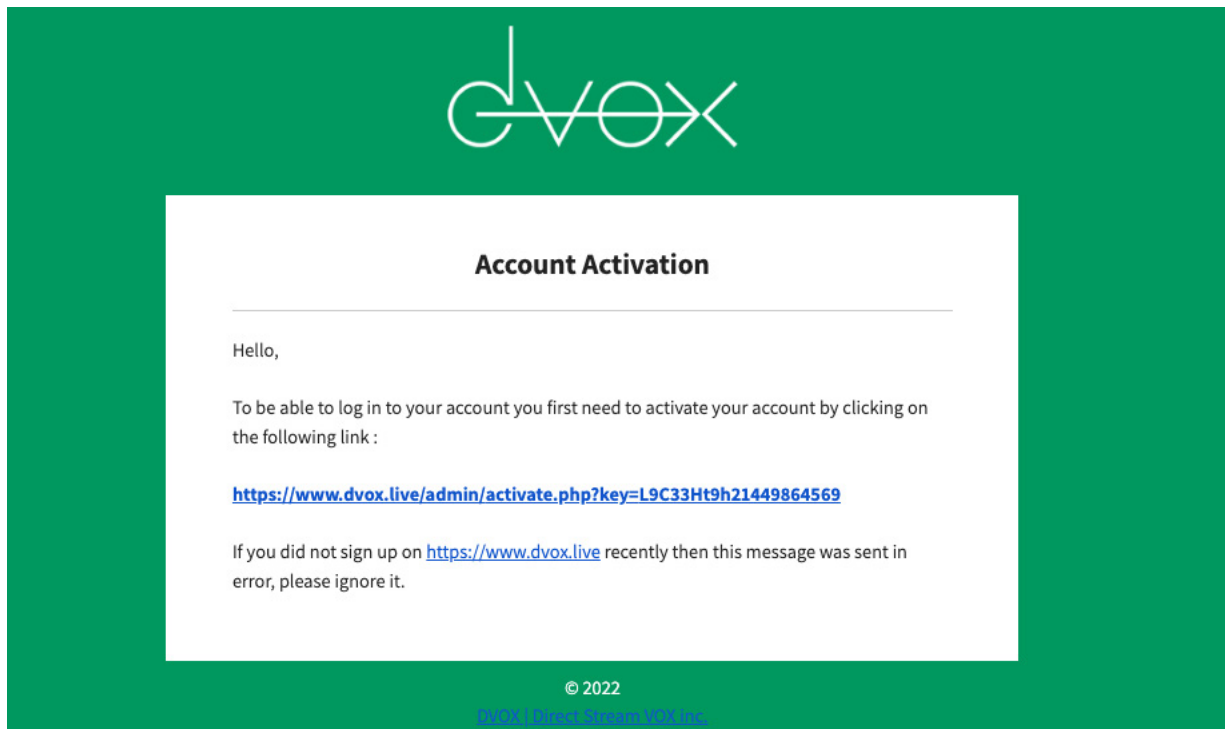 dvox
Account Activation
Hello,
To be able to log in to your account you first need to activate your account by clicking on
the following link :
https://www.dvox.live/admin/activate.php?key=L9C33Ht9h21449864569
If you did not sign up on https://www.dvox.live recently then this message was sent in
error, please ignore it.
© 2022
DVOX | Direct Stream VOX inc.